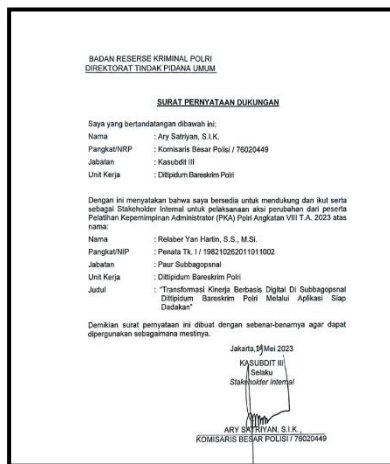 BADAN RESERSE KRIMINAL POLRI
DIREKTORAT TINDAK PIDANA UMUM
SURAT PERNYATAAN DUKUNGAN
Saya yang bertandatangan dibawah ini:
Nama : Ary Satriyan, S.I.K.
Pangkat/NRP : Komisaris Besar Polisi / 76020449
Jabatan : Kasubdit III
Unit Kerja : Dittipidum Bareskrim Polri
Dengan ini menyatakan bahwa saya bersedia untuk mendukung dan ikut serta
sebagai Stakeholder Internal untuk pelaksanaan aksi perubahan dari peserta
Pelatihan Kepemimpinan Administrator (PKA) Polri Angkatan VIII T.A. 2023 atas
nama:
Nama : Relaber Yan Hartin, S.S., M.Si.
Pangkat/NIP : Penata Tk. I / 198210262011011002
Jabatan : Paur Subbagopsnal
Unit Kerja : Dittipidum Bareskrim Polri
Judul : "Transformasi Kinerja Berbasis Digital Di Subbagopsnal
Dittipidum Bareskrim Polri Melalui Aplikasi Siap
Dadakan"
Demikian surat pernyataan ini dibuat dengan sebenar-benarnya agar dapat
dipergunakan sebagaimana mestinya.
Jakarta, Mei 2023
KASUBDIT III
Selaku
Stakeholder Internal
ARY SATRIYAN, S.I.K.,
KOMISARIS BESAR POLISI / 76020449